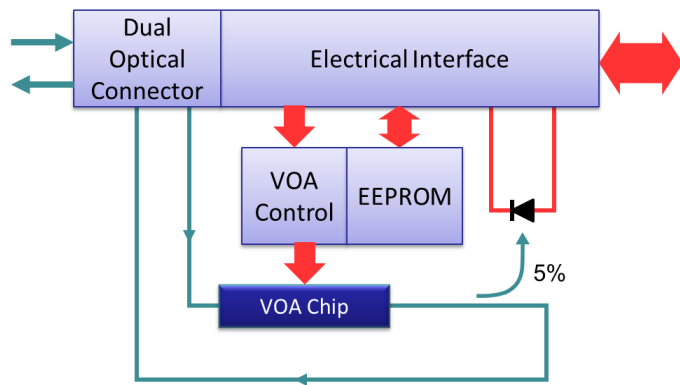 Dual
Optical
Connector
Electrical Interface
VOA
Control
EEPROM
5%
VOA Chip